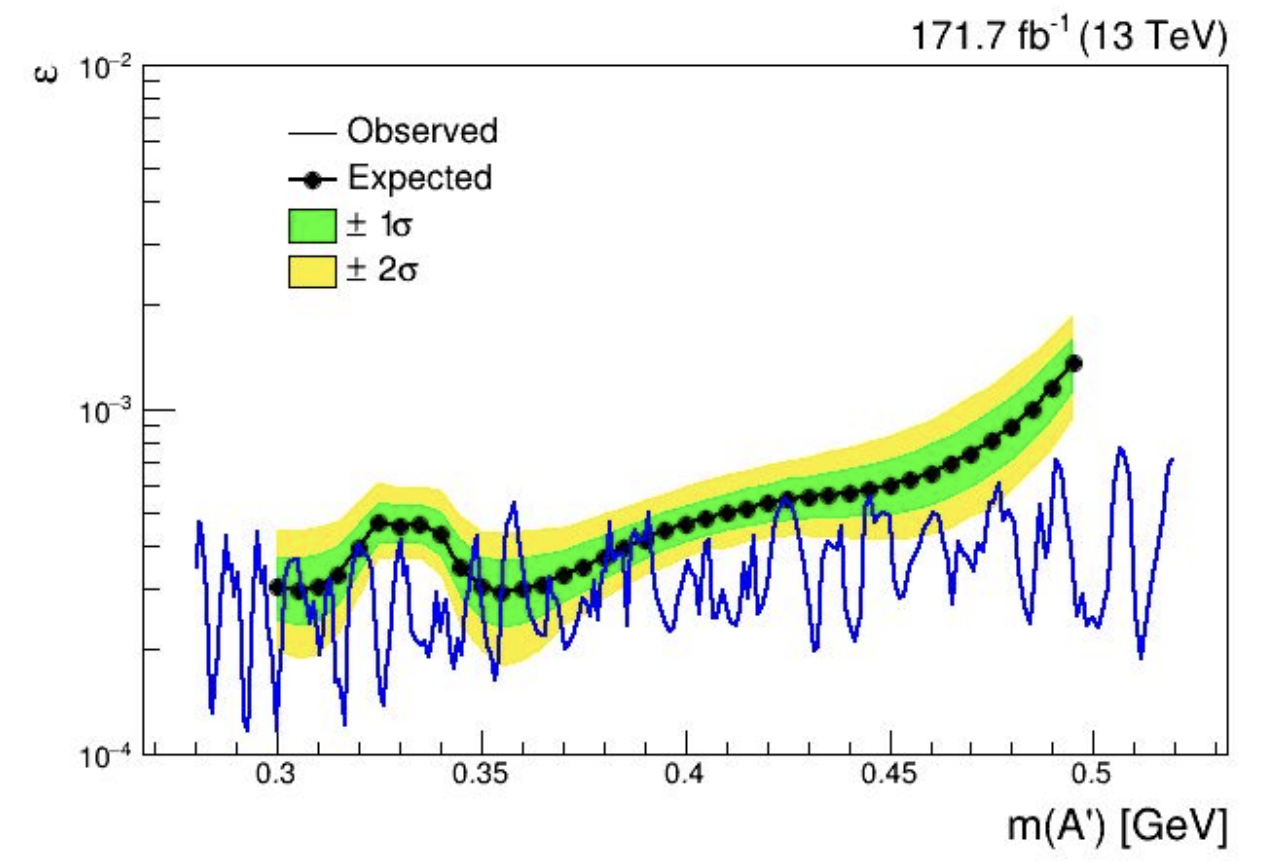 171.7 fb⁻¹ (13 TeV)
ε
10⁻²
Observed
Expected
± 1σ
± 2σ
10⁻³
10⁻⁴
0.3 0.35 0.4 0.45 0.5
m(A') [GeV]